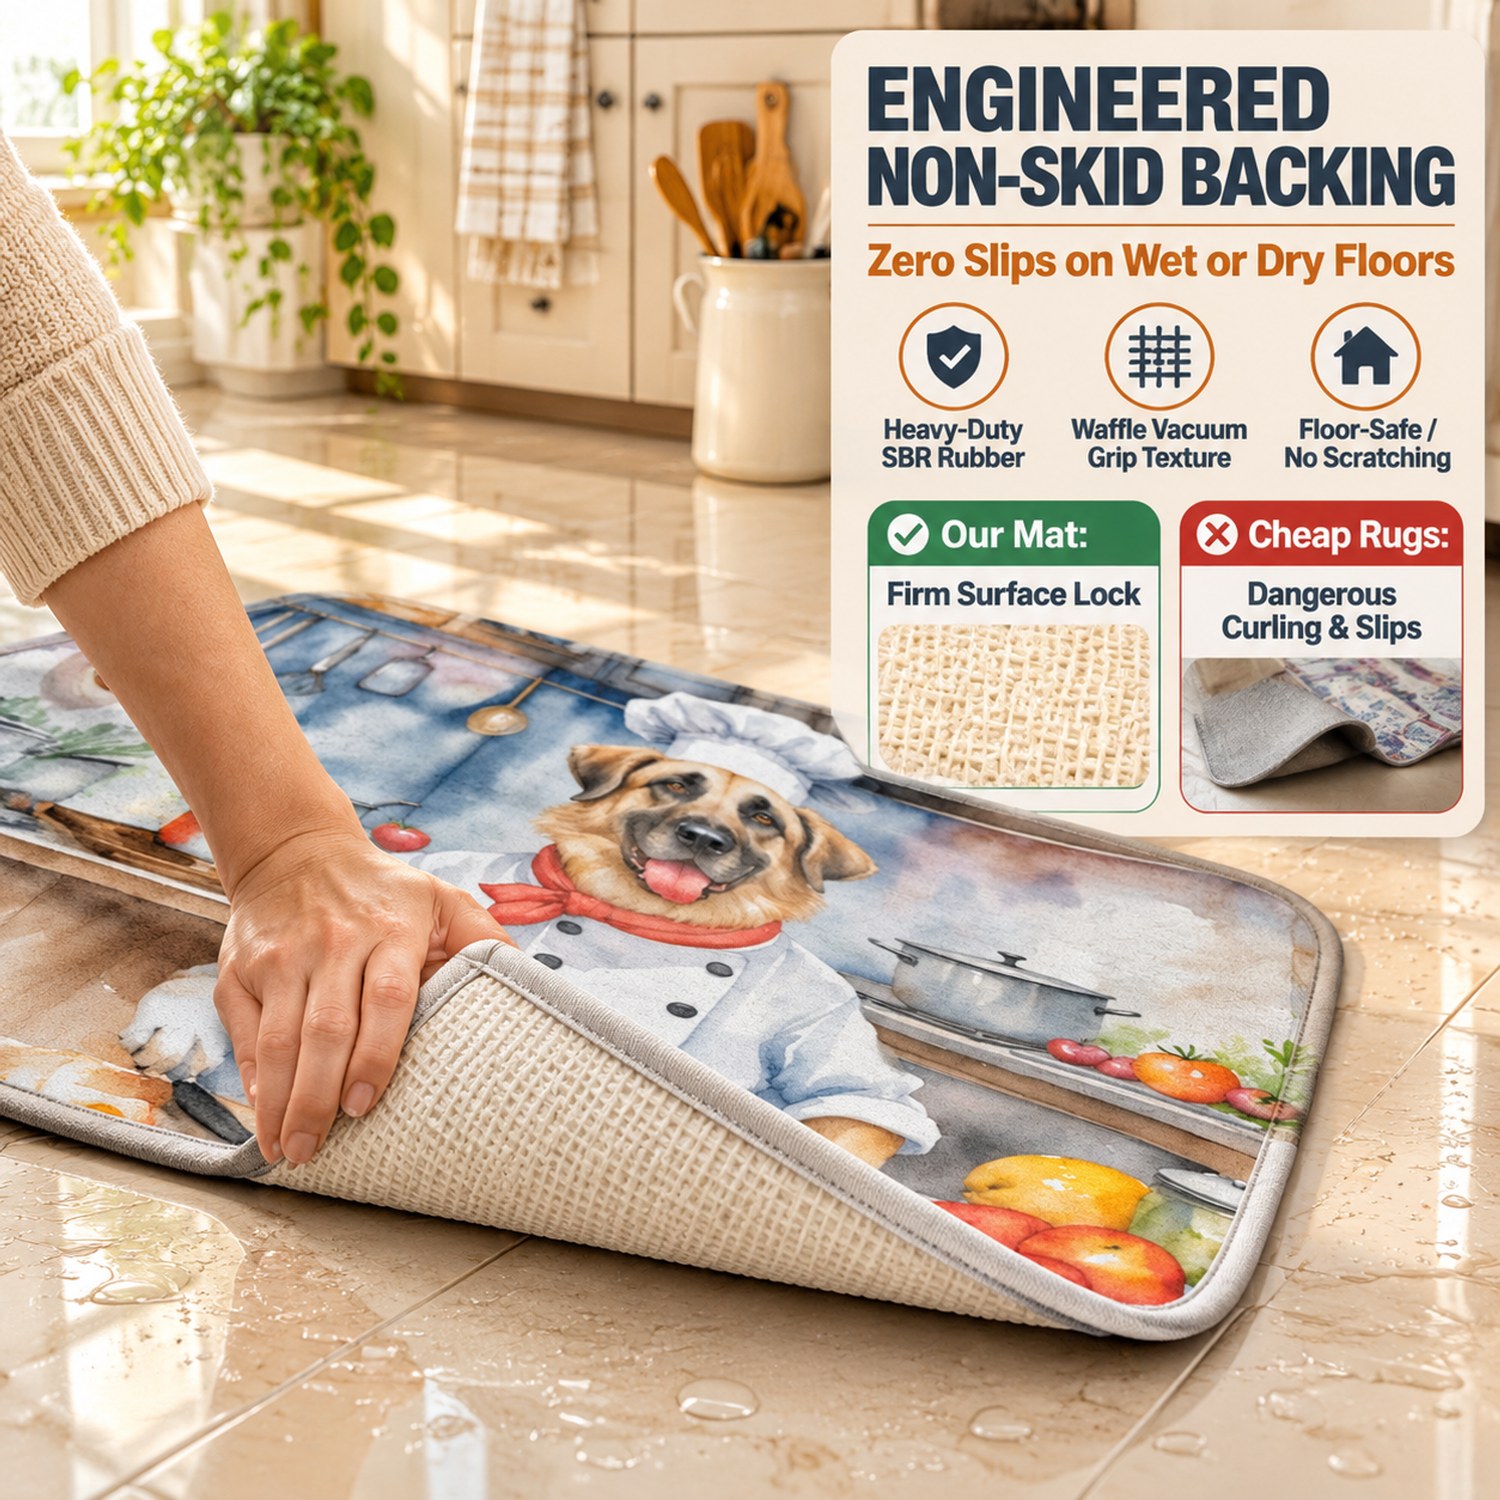 ENGINEERED
NON-SKID BACKING
Zero Slips on Wet or Dry Floors
Heavy-Duty
SBR Rubber
Waffle Vacuum
Grip Texture
Floor-Safe /
No Scratching
Our Mat:
Firm Surface Lock
Cheap Rugs:
Dangerous
Curling & Slips